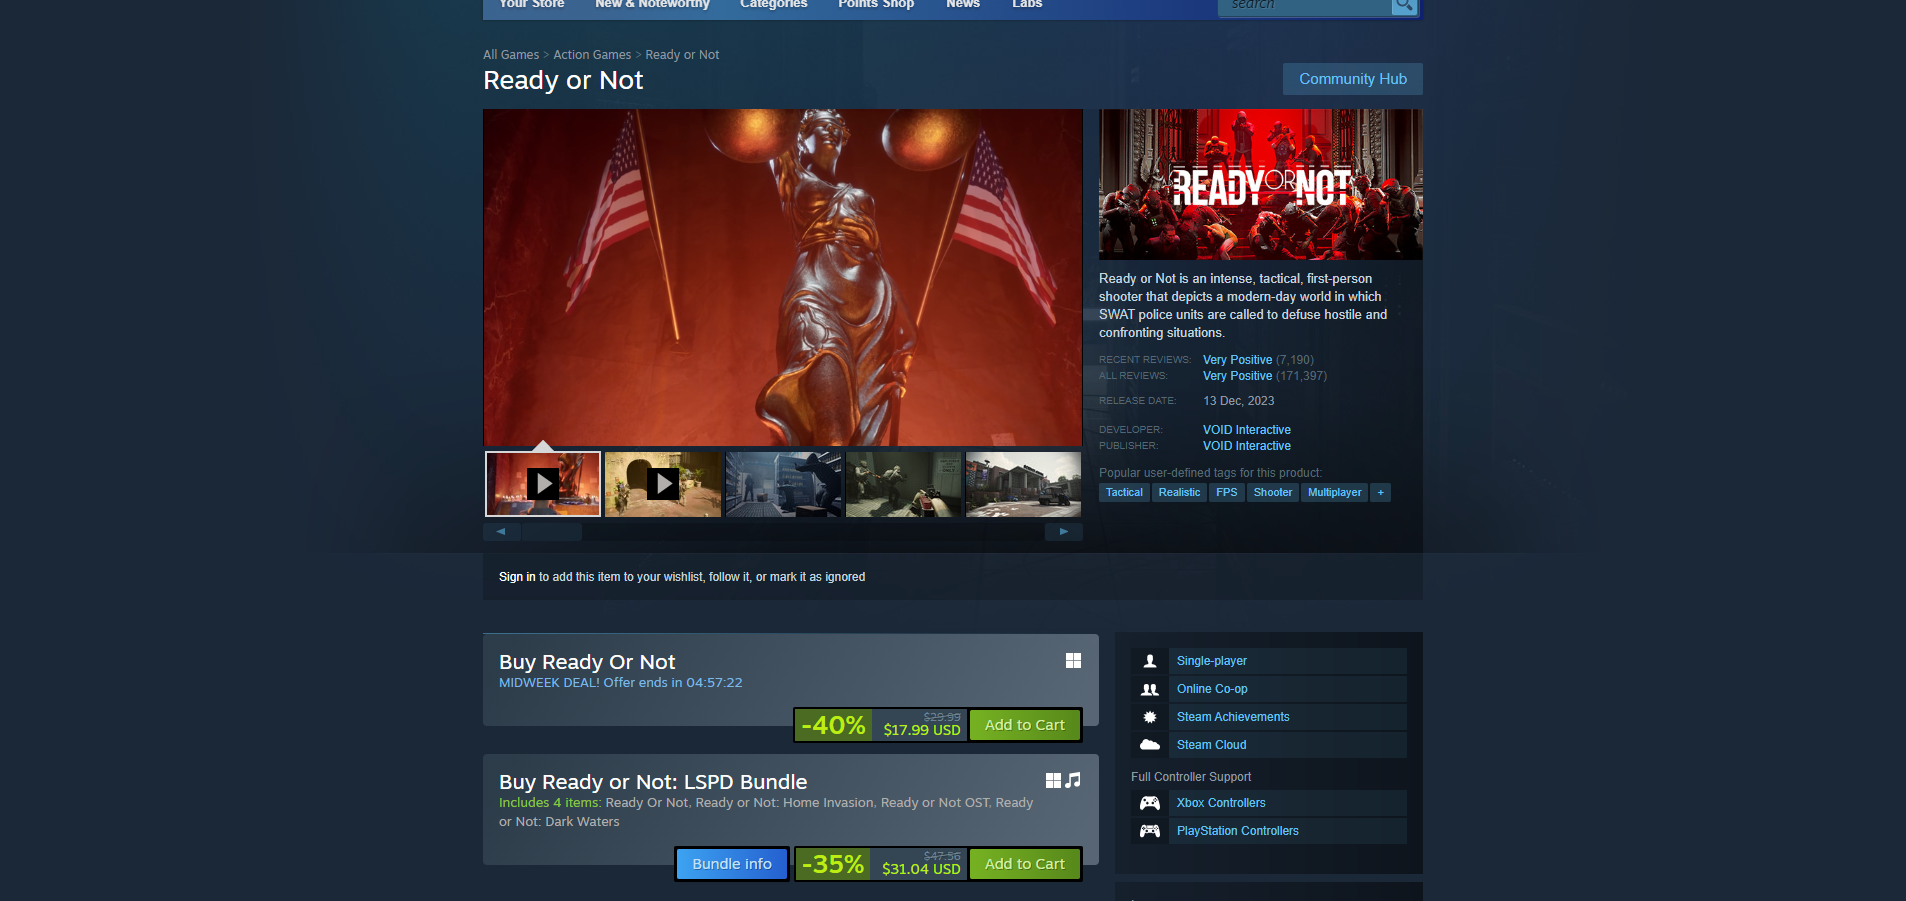 Your Store New & Noteworthy Categories Points Shop News Labs search
All Games > Action Games > Ready or Not
Ready or Not
Community Hub
READY OR NOT
Ready or Not is an intense, tactical, first-person
shooter that depicts a modern-day world in which
SWAT police units are called to defuse hostile and
confronting situations.
RECENT REVIEWS: Very Positive (7,190)
ALL REVIEWS: Very Positive (171,397)
RELEASE DATE: 13 Dec, 2023
DEVELOPER: VOID Interactive
PUBLISHER: VOID Interactive
Popular user-defined tags for this product:
Tactical Realistic FPS Shooter Multiplayer +
Sign in to add this item to your wishlist, follow it, or mark it as ignored
Buy Ready Or Not
MIDWEEK DEAL! Offer ends in 04:57:22
-40% $29.99 $17.99 USD Add to Cart
Buy Ready or Not: LSPD Bundle
Includes 4 items: Ready Or Not, Ready or Not: Home Invasion, Ready or Not OST, Ready
or Not: Dark Waters
Bundle info -35% $47.56 $31.04 USD Add to Cart
Single-player
Online Co-op
Steam Achievements
Steam Cloud
Full Controller Support
Xbox Controllers
PlayStation Controllers